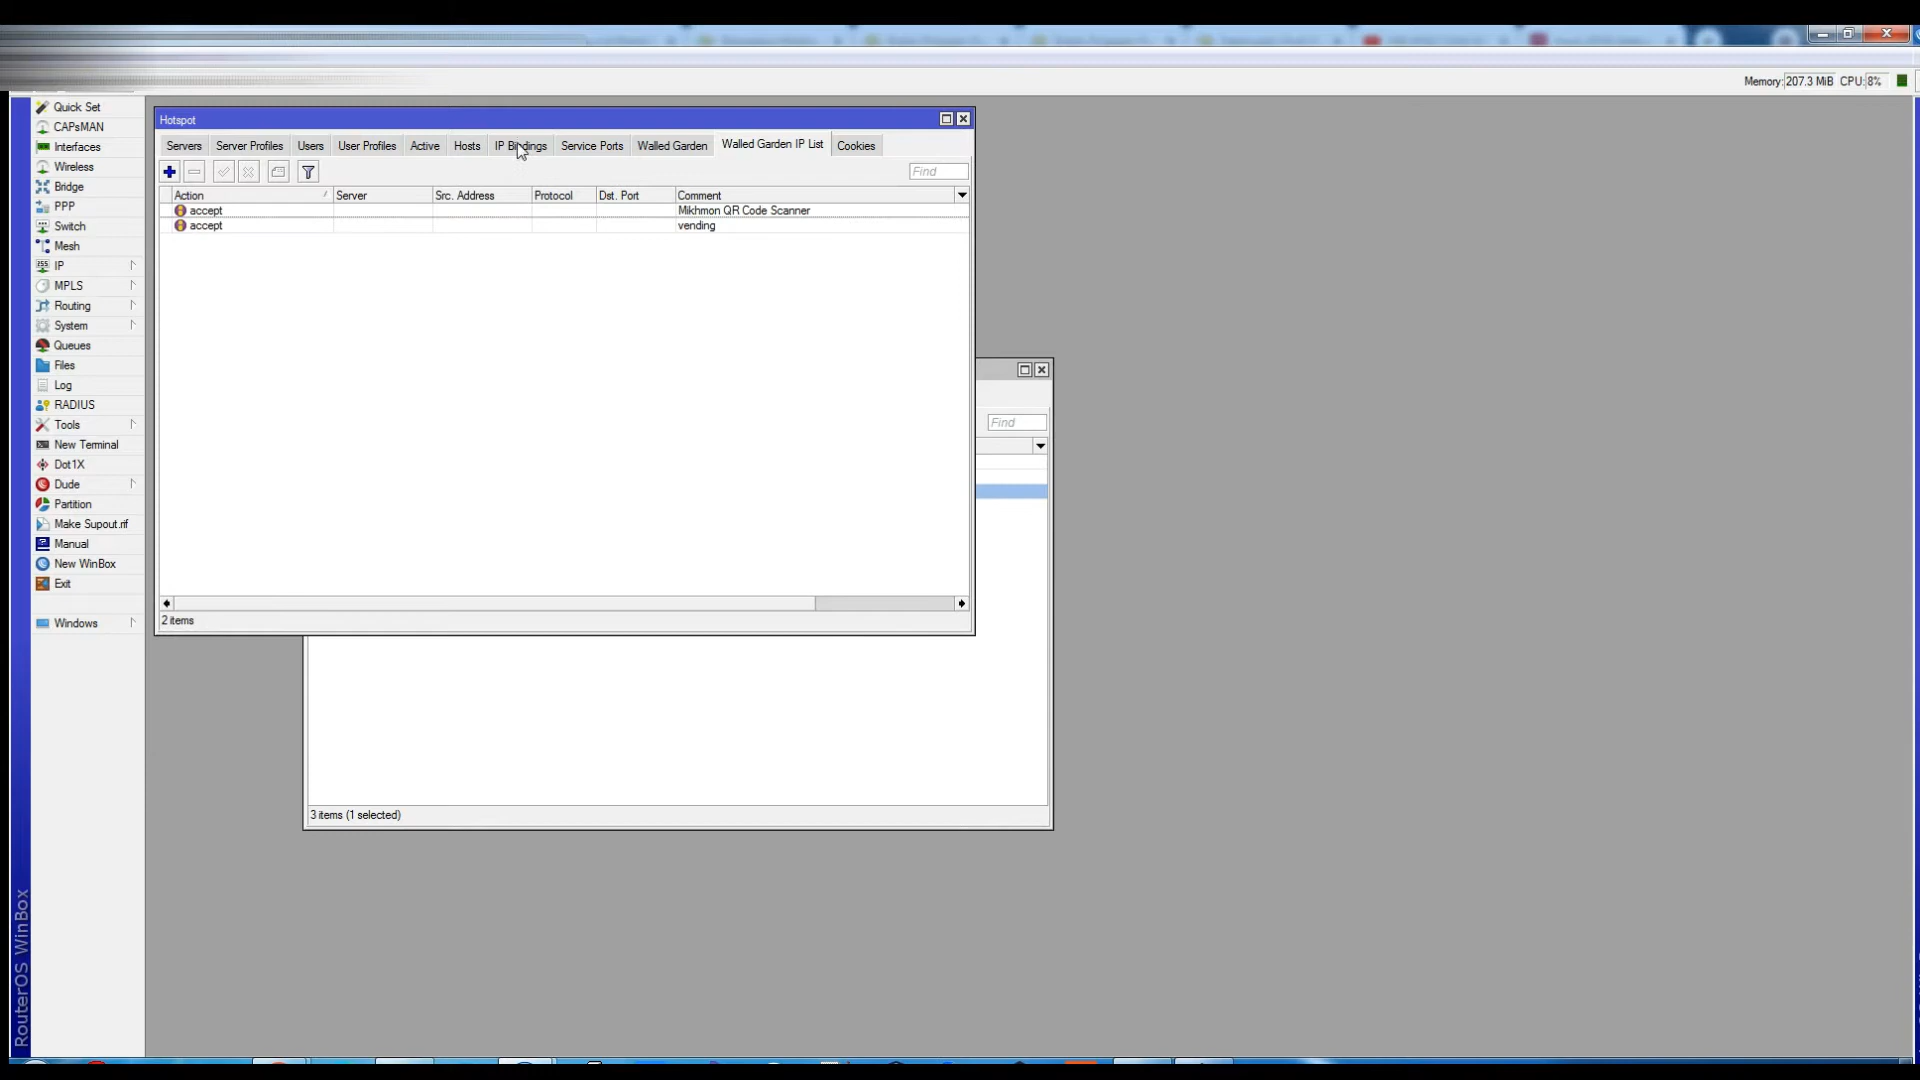 Memory: 207.3 MiB CPU: 8%
Quick Set
CAPsMAN
Interfaces
Wireless
Bridge
PPP
Switch
Mesh
IP
MPLS
Routing
System
Queues
Files
Log
RADIUS
Tools
New Terminal
Dot1X
Dude
Partition
Make Supout.rif
Manual
New WinBox
Exit
Windows
RouterOS WinBox
Hotspot
Servers Server Profiles Users User Profiles Active Hosts IP Bindings Service Ports Walled Garden Walled Garden IP List Cookies
Find
Action Server Src. Address Protocol Dst. Port Comment
accept Mikhmon QR Code Scanner
accept vending
2 items
Find
3 items (1 selected)